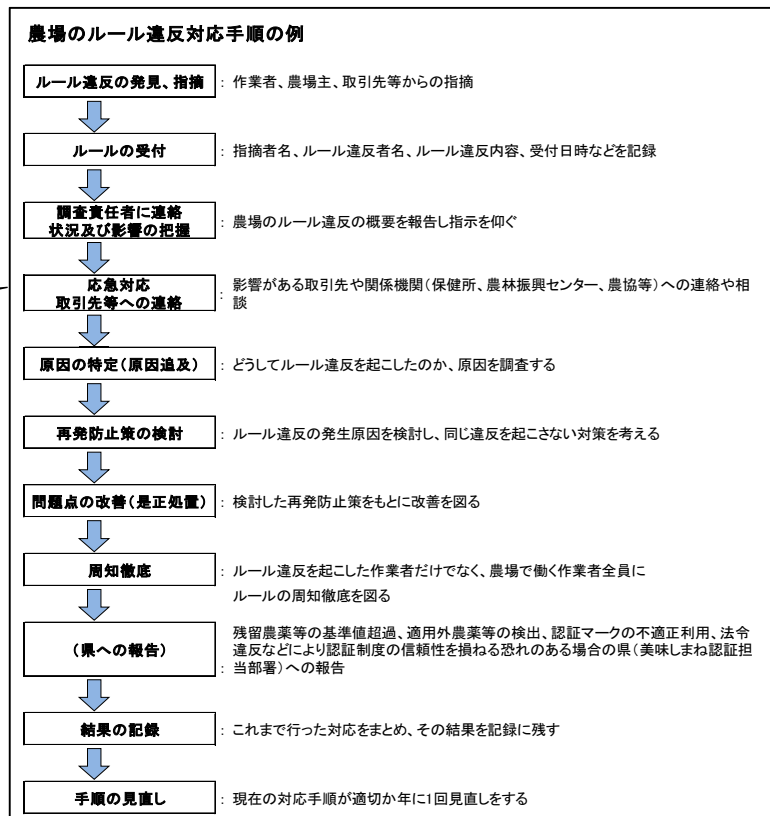 農場のルール違反対応手順の例
ルール違反の発見、指摘
: 作業者、農場主、取引先等からの指摘
ルールの受付
: 指摘者名、ルール違反者名、ルール違反内容、受付日時などを記録
調査責任者に連絡
状況及び影響の把握
: 農場のルール違反の概要を報告し指示を仰ぐ
応急対応
取引先等への連絡
: 影響がある取引先や関係機関(保健所、農林振興センター、農協等)への連絡や相
談
原因の特定(原因追及)
: どうしてルール違反を起こしたのか、原因を調査する
再発防止策の検討
: ルール違反の発生原因を検討し、同じ違反を起こさない対策を考える
問題点の改善(是正処置)
: 検討した再発防止策をもとに改善を図る
周知徹底
: ルール違反を起こした作業者だけでなく、農場で働く作業者全員に
ルールの周知徹底を図る
(県への報告)
残留農薬等の基準値超過、適用外農薬等の検出、認証マークの不適正利用、法令
違反などにより認証制度の信頼性を損ねる恐れのある場合の県(美味しまね認証担
: 当部署)への報告
結果の記録
: これまで行った対応をまとめ、その結果を記録に残す
手順の見直し
: 現在の対応手順が適切か年に1回見直しをする